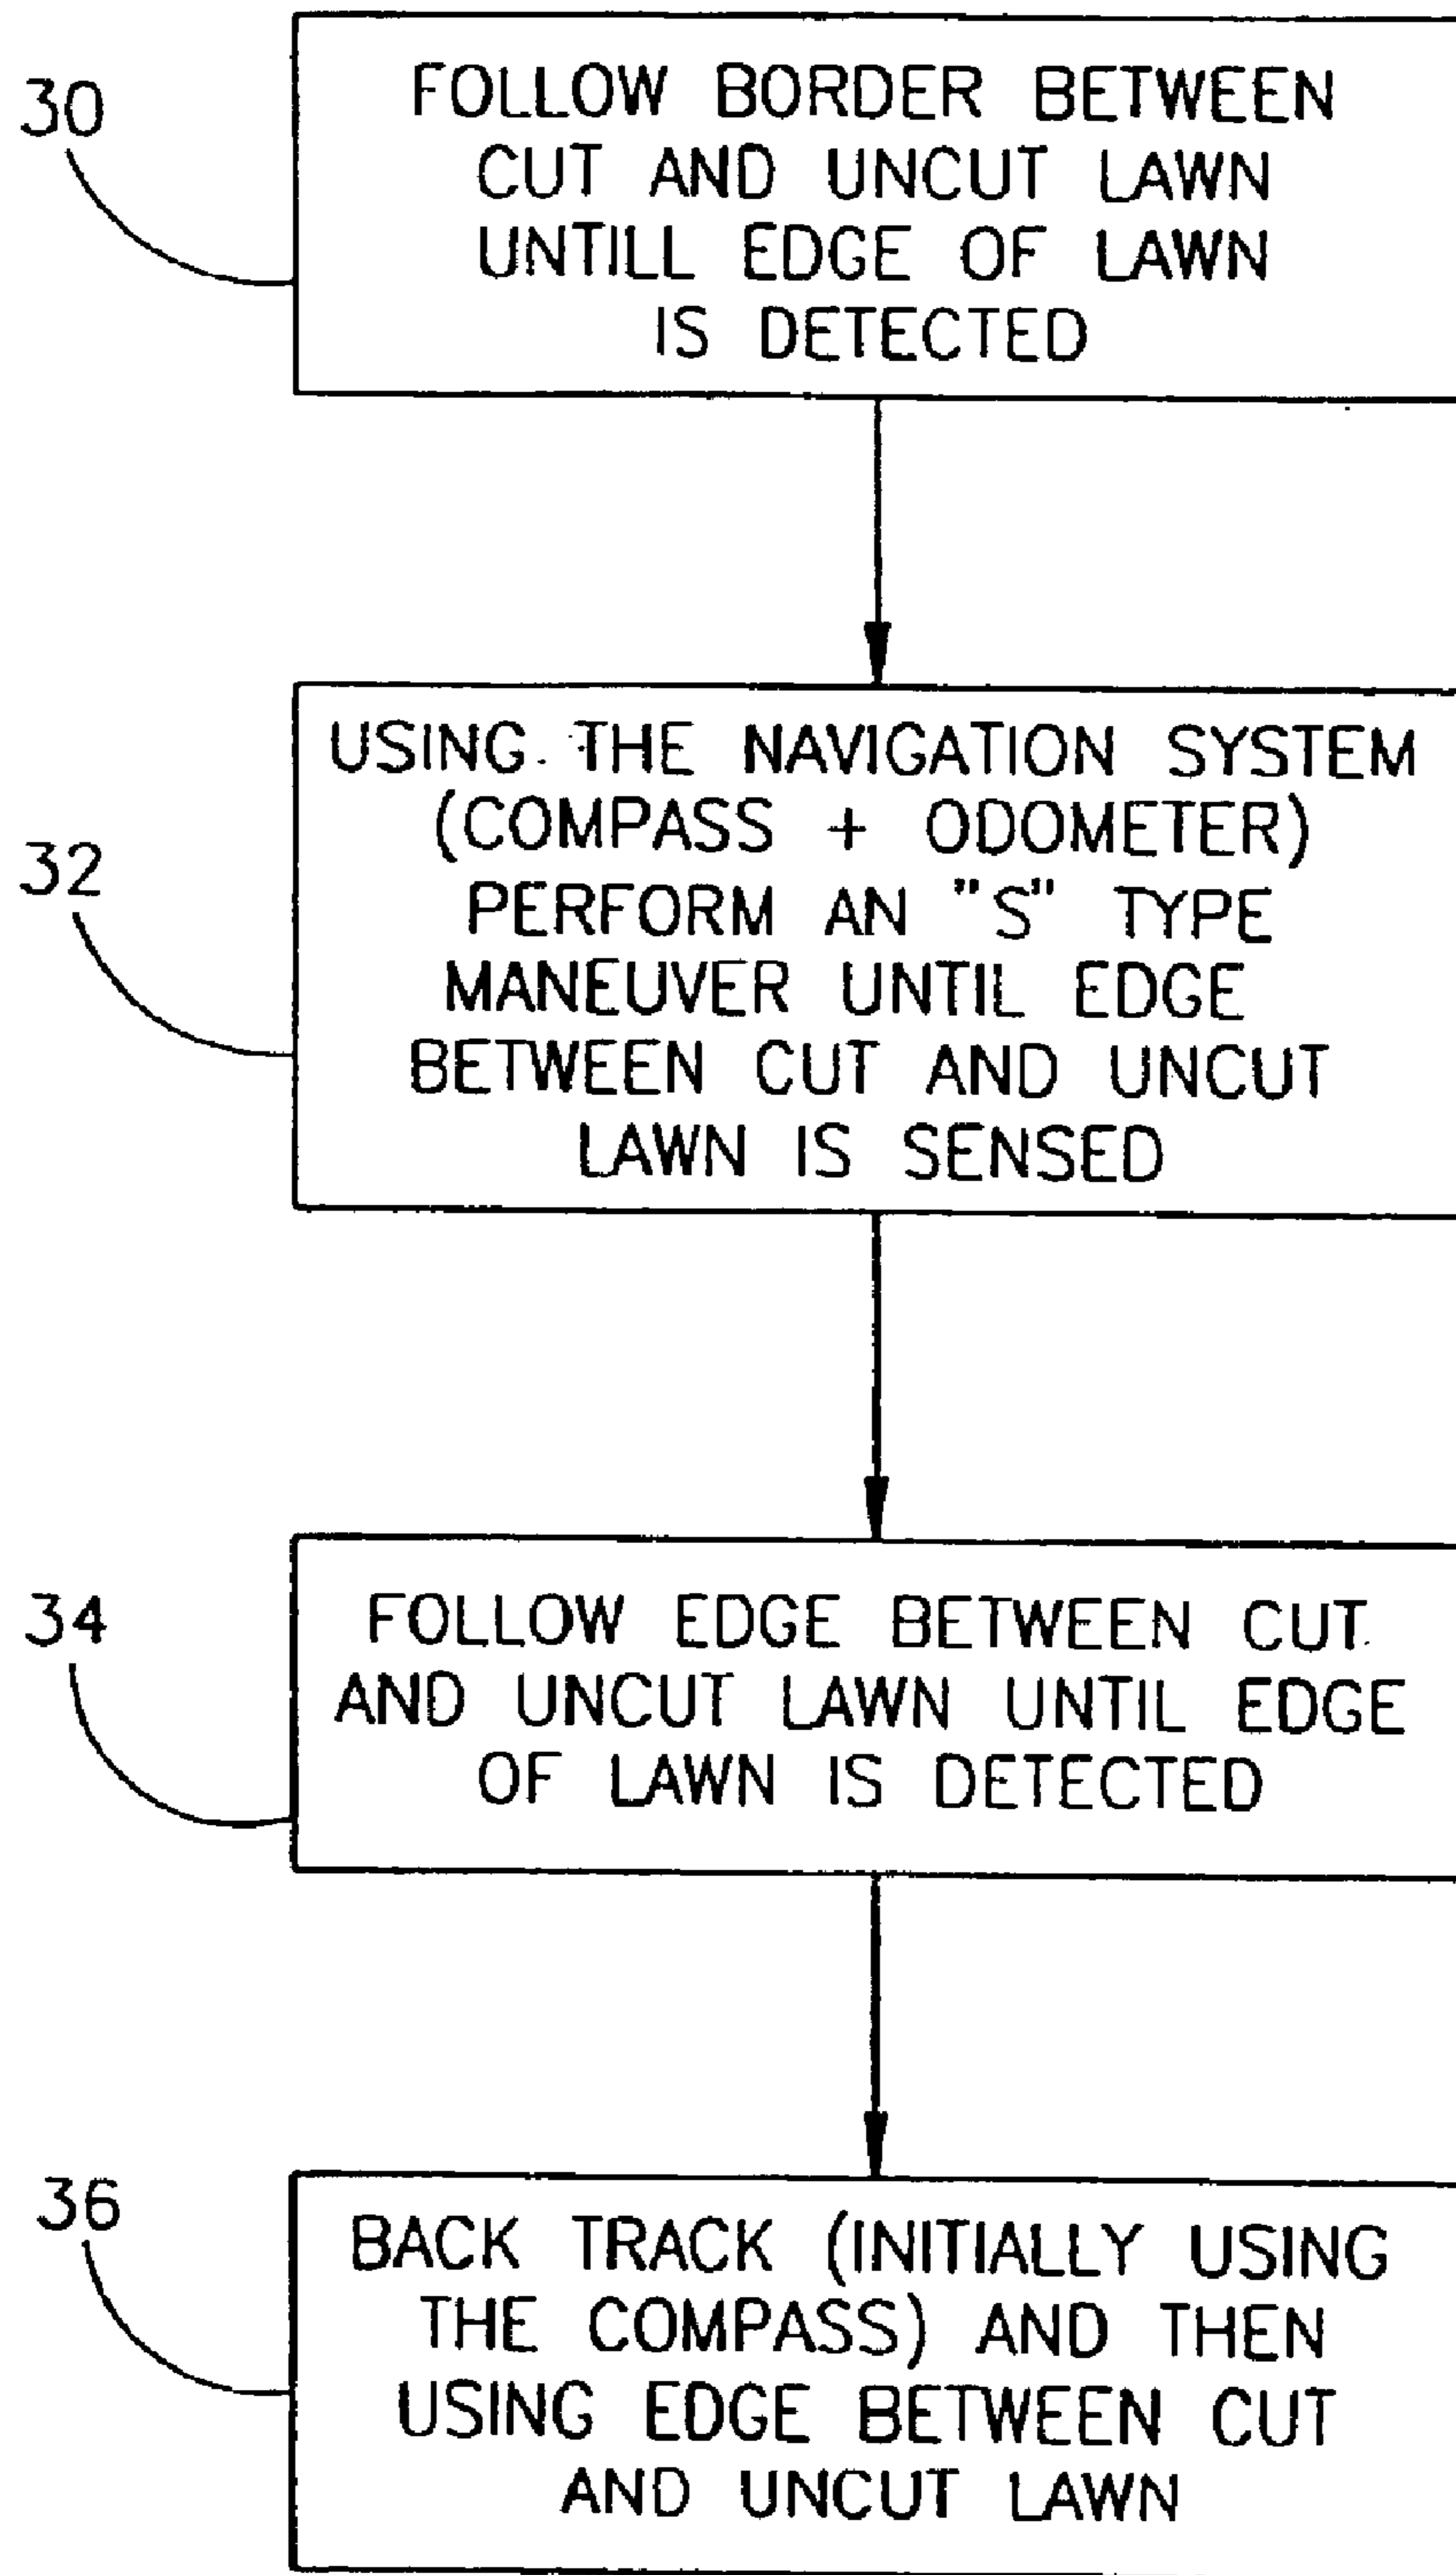 30
FOLLOW BORDER BETWEEN
CUT AND UNCUT LAWN
UNTILL EDGE OF LAWN
IS DETECTED
32
USING THE NAVIGATION SYSTEM
(COMPASS + ODOMETER)
PERFORM AN "S" TYPE
MANEUVER UNTIL EDGE
BETWEEN CUT AND UNCUT
LAWN IS SENSED
34
FOLLOW EDGE BETWEEN CUT
AND UNCUT LAWN UNTIL EDGE
OF LAWN IS DETECTED
36
BACK TRACK (INITIALLY USING
THE COMPASS) AND THEN
USING EDGE BETWEEN CUT
AND UNCUT LAWN